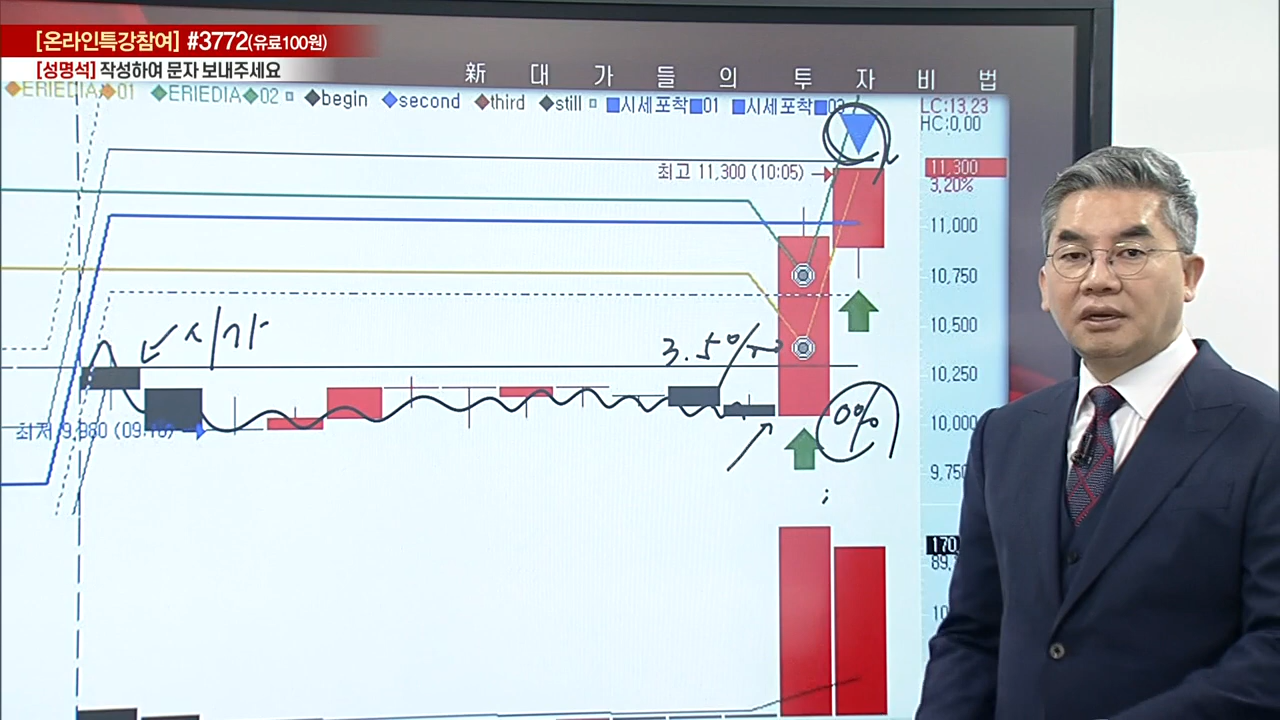 [온라인특강참여] #3772(유료100원)
[성명석] 작성하여 문자 보내주세요
新 대가들의 투자비법
ERIEDIA 01 ERIEDIA 02 begin second third still 시세포착 01 시세포착
LC:13,23
HC:0,00
최고 11,300 (10:05)
11,300
3,20%
11,000
10,750
10,500
10,250
10,000
9,750
시가
3.5%
0%
최저 9,980 (09:10)
170,
89,
10